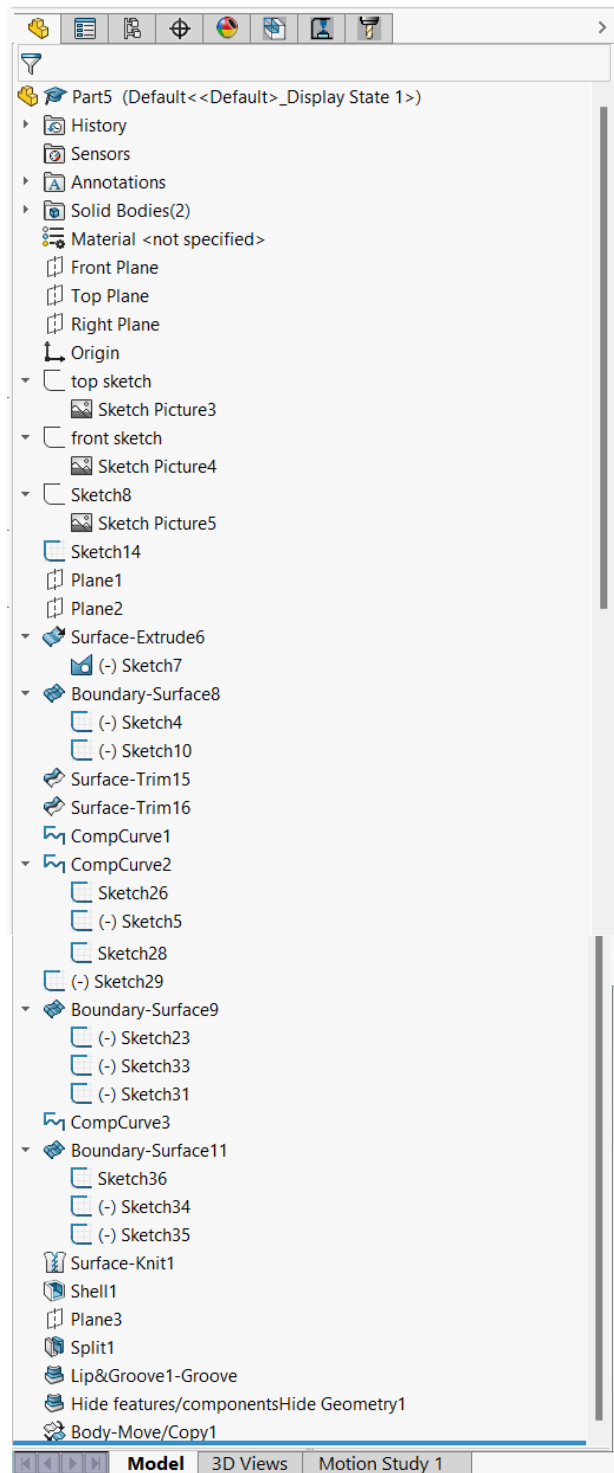 Part5 (Default<<Default>_Display State 1>)
History
Sensors
Annotations
Solid Bodies(2)
Material <not specified>
Front Plane
Top Plane
Right Plane
Origin
top sketch
Sketch Picture3
front sketch
Sketch Picture4
Sketch8
Sketch Picture5
Sketch14
Plane1
Plane2
Surface-Extrude6
(-) Sketch7
Boundary-Surface8
(-) Sketch4
(-) Sketch10
Surface-Trim15
Surface-Trim16
CompCurve1
CompCurve2
Sketch26
(-) Sketch5
Sketch28
(-) Sketch29
Boundary-Surface9
(-) Sketch23
(-) Sketch33
(-) Sketch31
CompCurve3
Boundary-Surface11
Sketch36
(-) Sketch34
(-) Sketch35
Surface-Knit1
Shell1
Plane3
Split1
Lip&Groove1-Groove
Hide features/componentsHide Geometry1
Body-Move/Copy1
Model 3D Views Motion Study 1